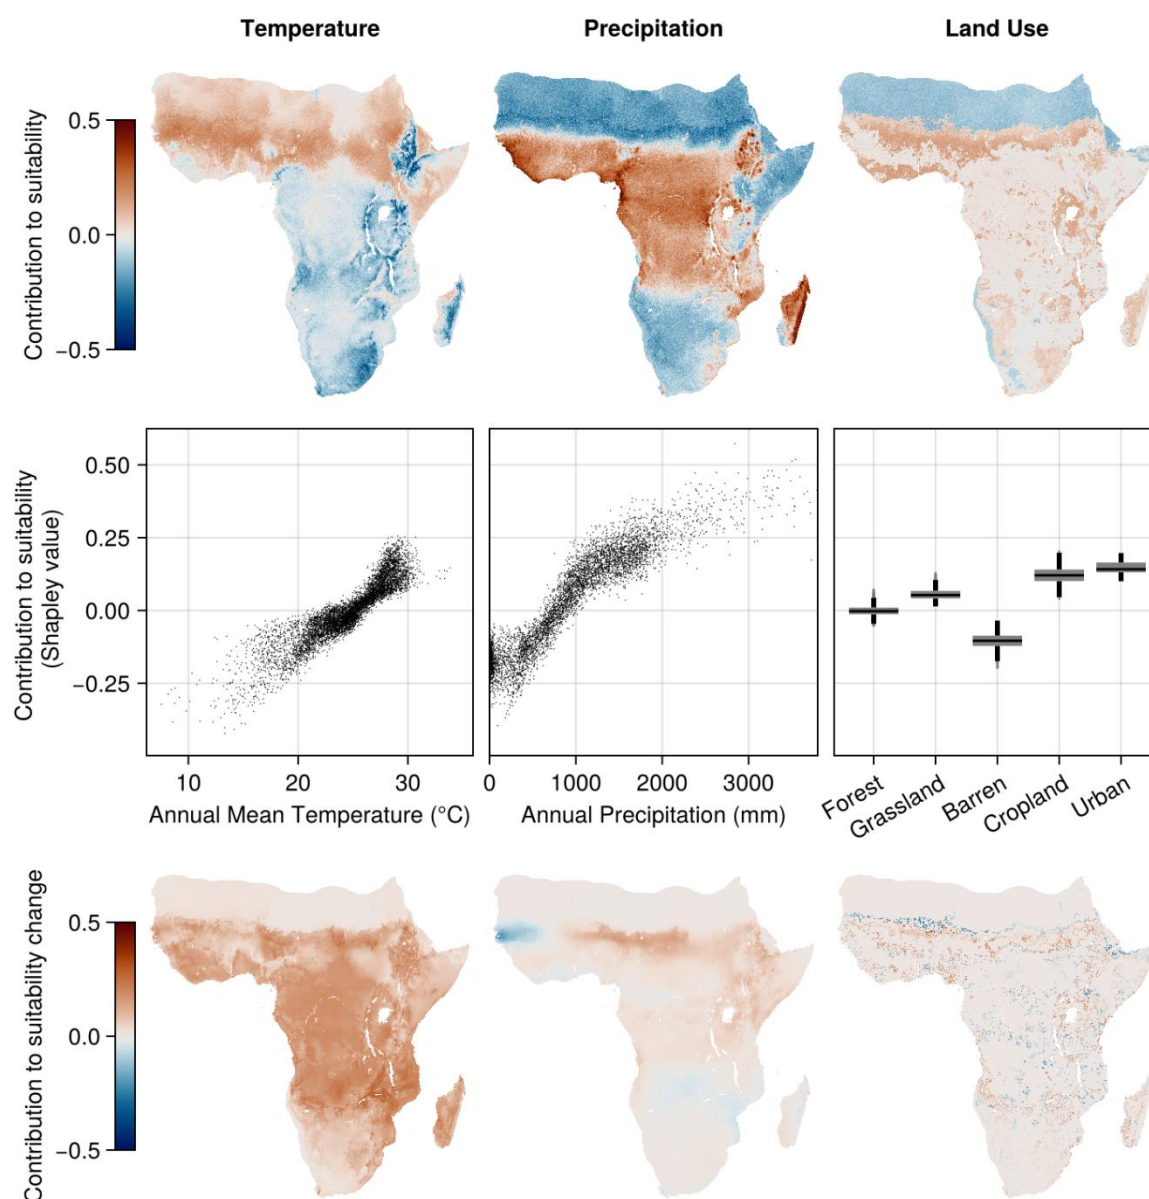 Temperature
Precipitation
Land Use
Contribution to suitability
0.5
0.0
−0.5
Contribution to suitability
(Shapley value)
0.50
0.25
0.00
−0.25
10
20
30
Annual Mean Temperature (°C)
0
1000
2000
3000
Annual Precipitation (mm)
Forest
Grassland
Barren
Cropland
Urban
Contribution to suitability change
0.5
0.0
−0.5